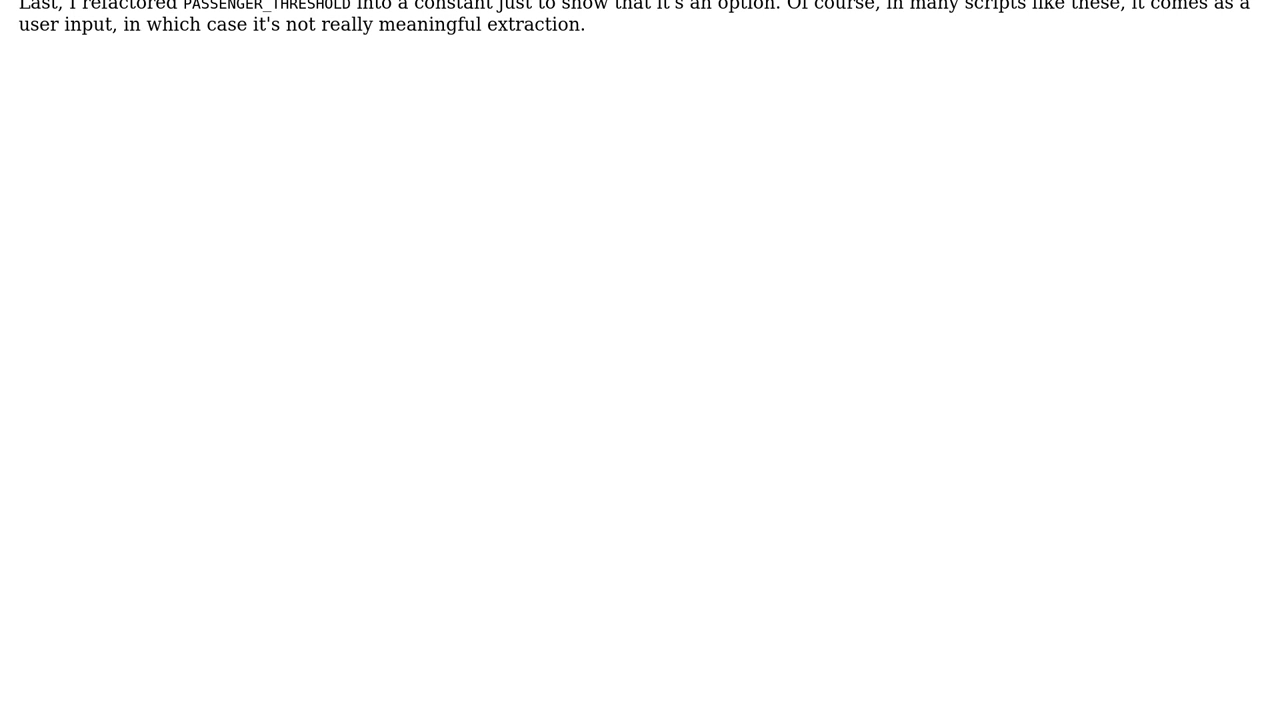 Last, I refactored PASSENGER_THRESHOLD into a constant just to show that it's an option. Of course, in many scripts like these, it comes as a
user input, in which case it's not really meaningful extraction.